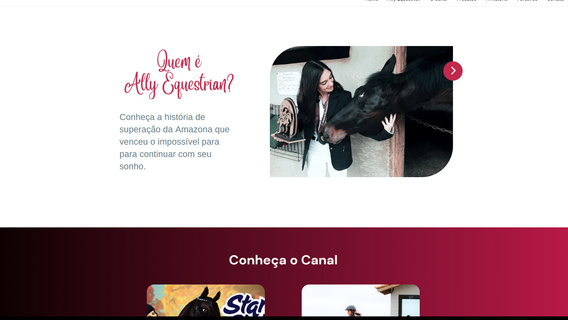 Quem é
Ally Equestrian?
Conheça a história de
superação da Amazona que
venceu o impossível para
para continuar com seu
sonho.
Conheça o Canal
Star